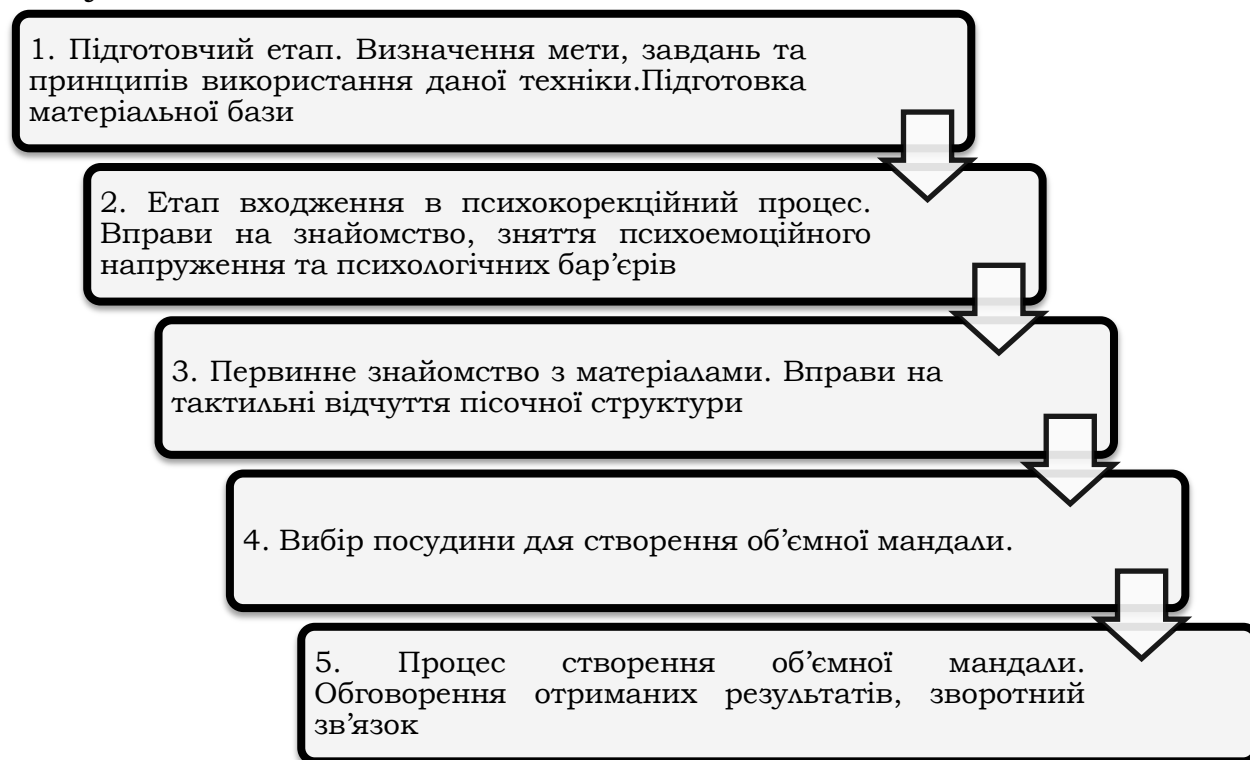 1. Підготовчий етап. Визначення мети, завдань та
принципів використання даної техніки.Підготовка
матеріальної бази
2. Етап входження в психокорекційний процес.
Вправи на знайомство, зняття психоемоційного
напруження та психологічних бар’єрів
3. Первинне знайомство з матеріалами. Вправи на
тактильні відчуття пісочної структури
4. Вибір посудини для створення об’ємної мандали.
5. Процес створення об’ємної мандали.
Обговорення отриманих результатів, зворотний
зв’язок